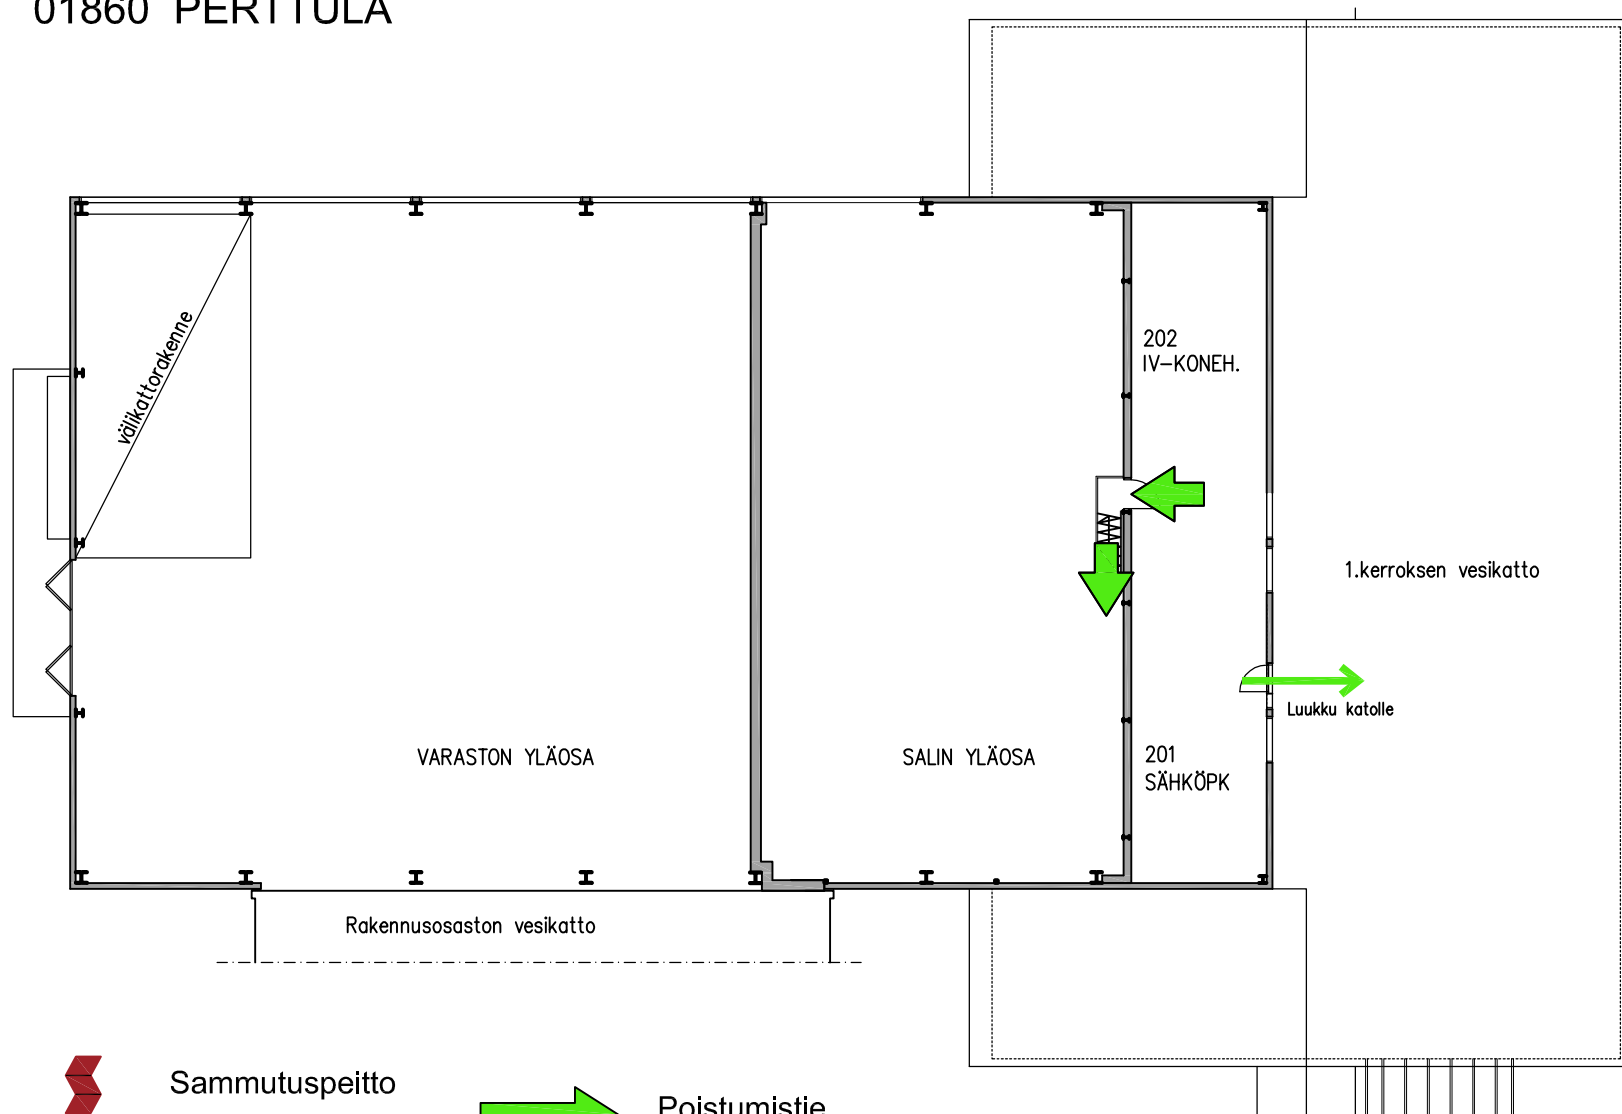 01860 PERTTULA
välikattorakenne
202
IV-KONEH.
1.kerroksen vesikatto
Luukku katolle
VARASTON YLÄOSA
SALIN YLÄOSA
201
SÄHKÖPK
Rakennusosaston vesikatto
Sammutuspeitto
Poistumistie